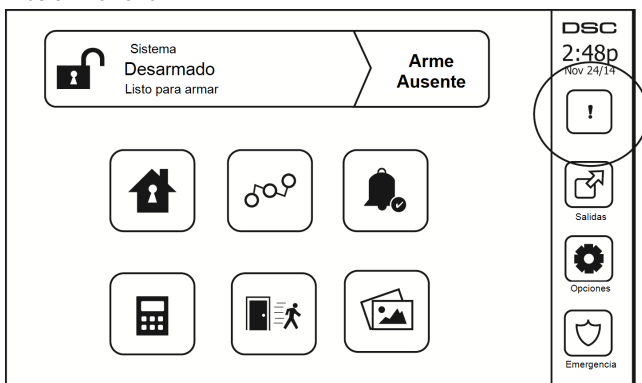 Sistema
Desarmado
Listo para armar
Arme
Ausente
DSC
2:48p
Nov 24/14
!
Salidas
Opciones
Emergencia